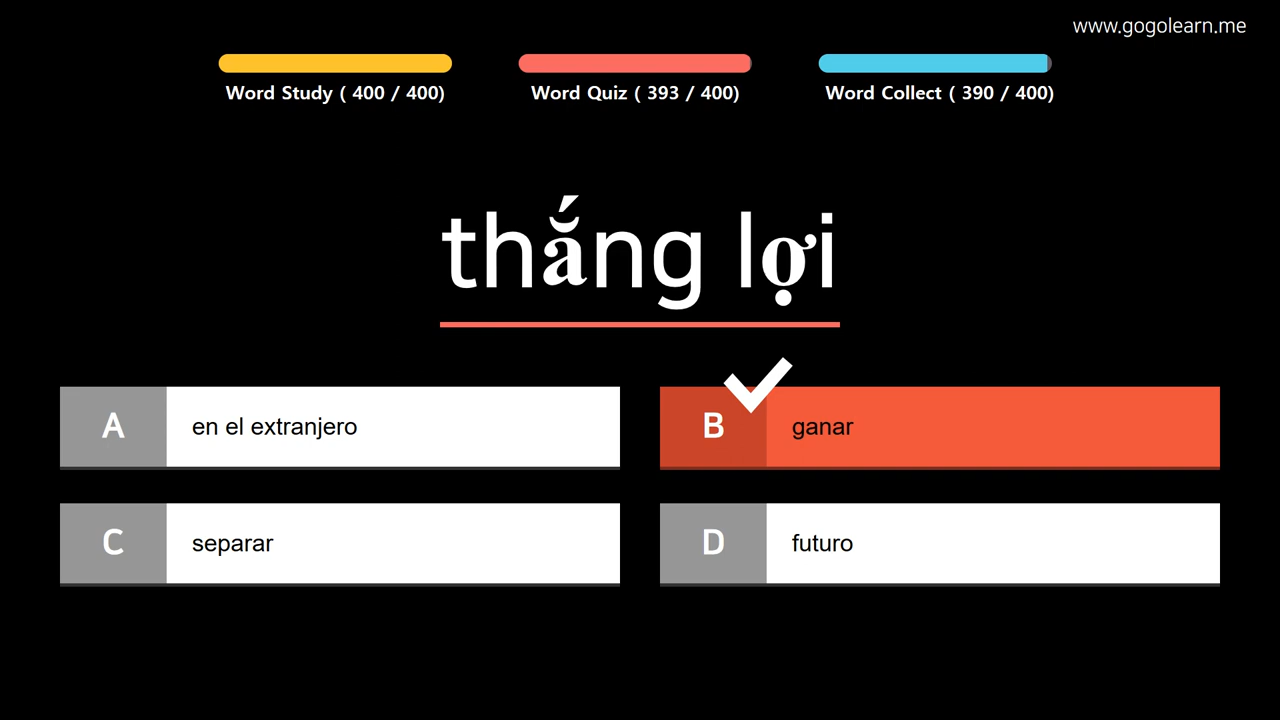 www.gogolearn.me
Word Study ( 400 / 400)
Word Quiz ( 393 / 400)
Word Collect ( 390 / 400)
thắng lợi
A en el extranjero
B ganar
C separar
D futuro